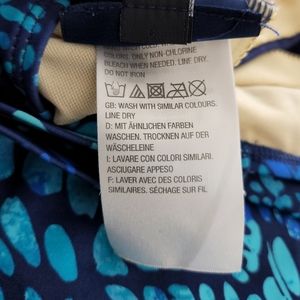 COLORS. ONLY NON-CHLORINE
BLEACH WHEN NEEDED. LINE DRY.
DO NOT IRON
GB: WASH WITH SIMILAR COLOURS.
LINE DRY
D: MIT ÄHNLICHEN FARBEN
WASCHEN. TROCKNEN AUF DER
WÄSCHELEINE
I: LAVARE CON COLORI SIMILARI.
ASCIUGARE APPESO
F: LAVER AVEC DES COLORIS
SIMILAIRES. SÉCHAGE SUR FIL